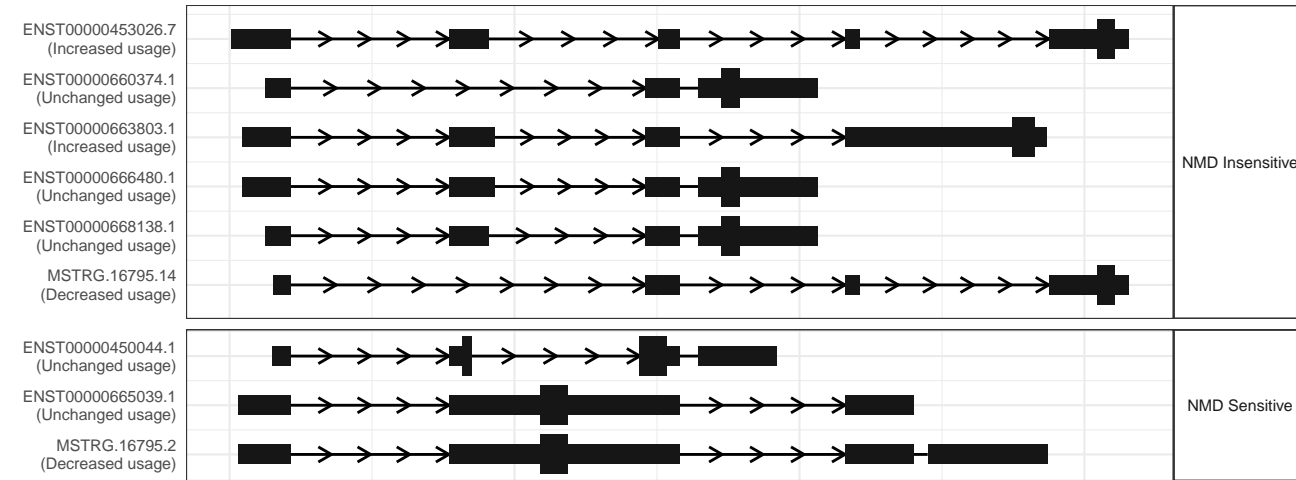 ENST00000453026.7
(Increased usage)
ENST00000660374.1
(Unchanged usage)
ENST00000663803.1
(Increased usage)
ENST00000666480.1
(Unchanged usage)
ENST00000668138.1
(Unchanged usage)
MSTRG.16795.14
(Decreased usage)
NMD Insensitive
ENST00000450044.1
(Unchanged usage)
ENST00000665039.1
(Unchanged usage)
MSTRG.16795.2
(Decreased usage)
NMD Sensitive